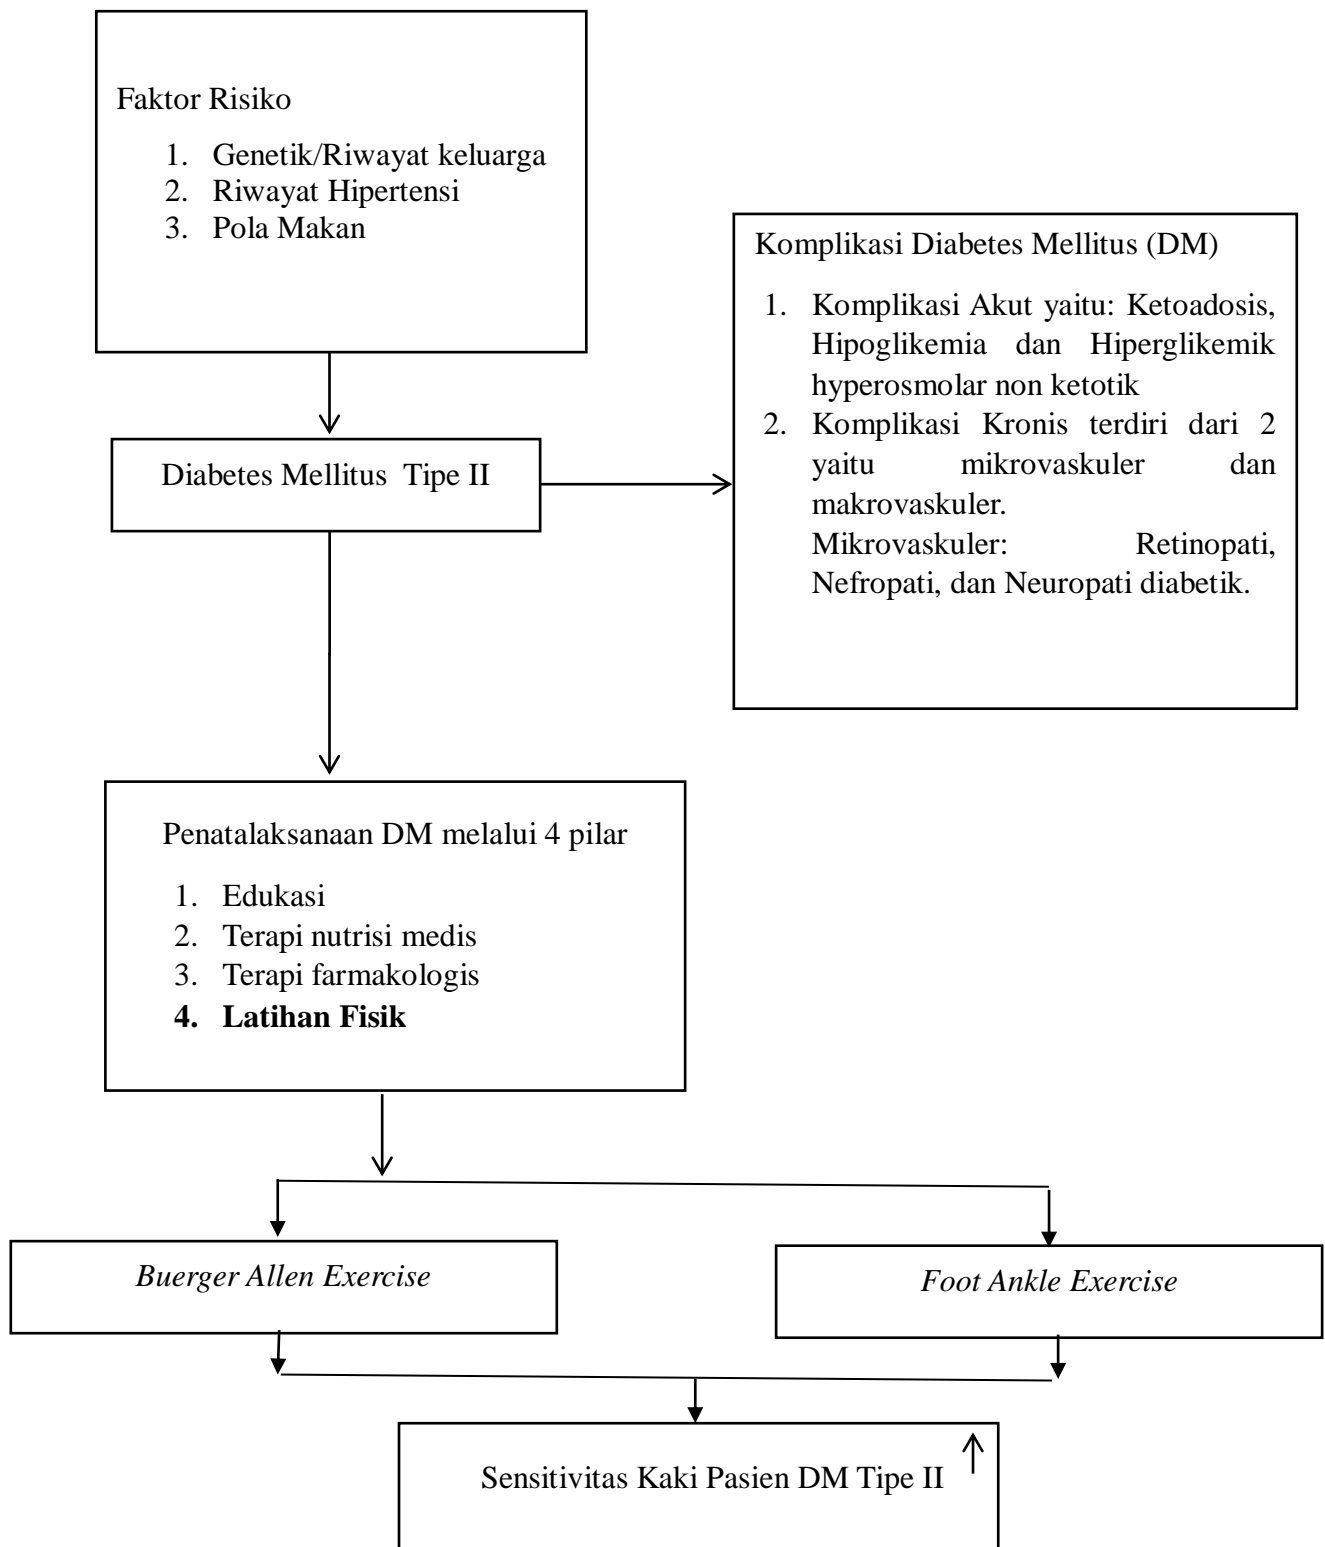 Faktor Risiko
1. Genetik/Riwayat keluarga
2. Riwayat Hipertensi
3. Pola Makan
Komplikasi Diabetes Mellitus (DM)
1. Komplikasi Akut yaitu: Ketoadosis,
Hipoglikemia dan Hiperglikemik
hyperosmolar non ketotik
2. Komplikasi Kronis terdiri dari 2
yaitu mikrovaskuler dan
makrovaskuler.
Mikrovaskuler: Retinopati,
Nefropati, dan Neuropati diabetik.
Diabetes Mellitus Tipe II
Penatalaksanaan DM melalui 4 pilar
1. Edukasi
2. Terapi nutrisi medis
3. Terapi farmakologis
4. Latihan Fisik
Buerger Allen Exercise
Foot Ankle Exercise
Sensitivitas Kaki Pasien DM Tipe II